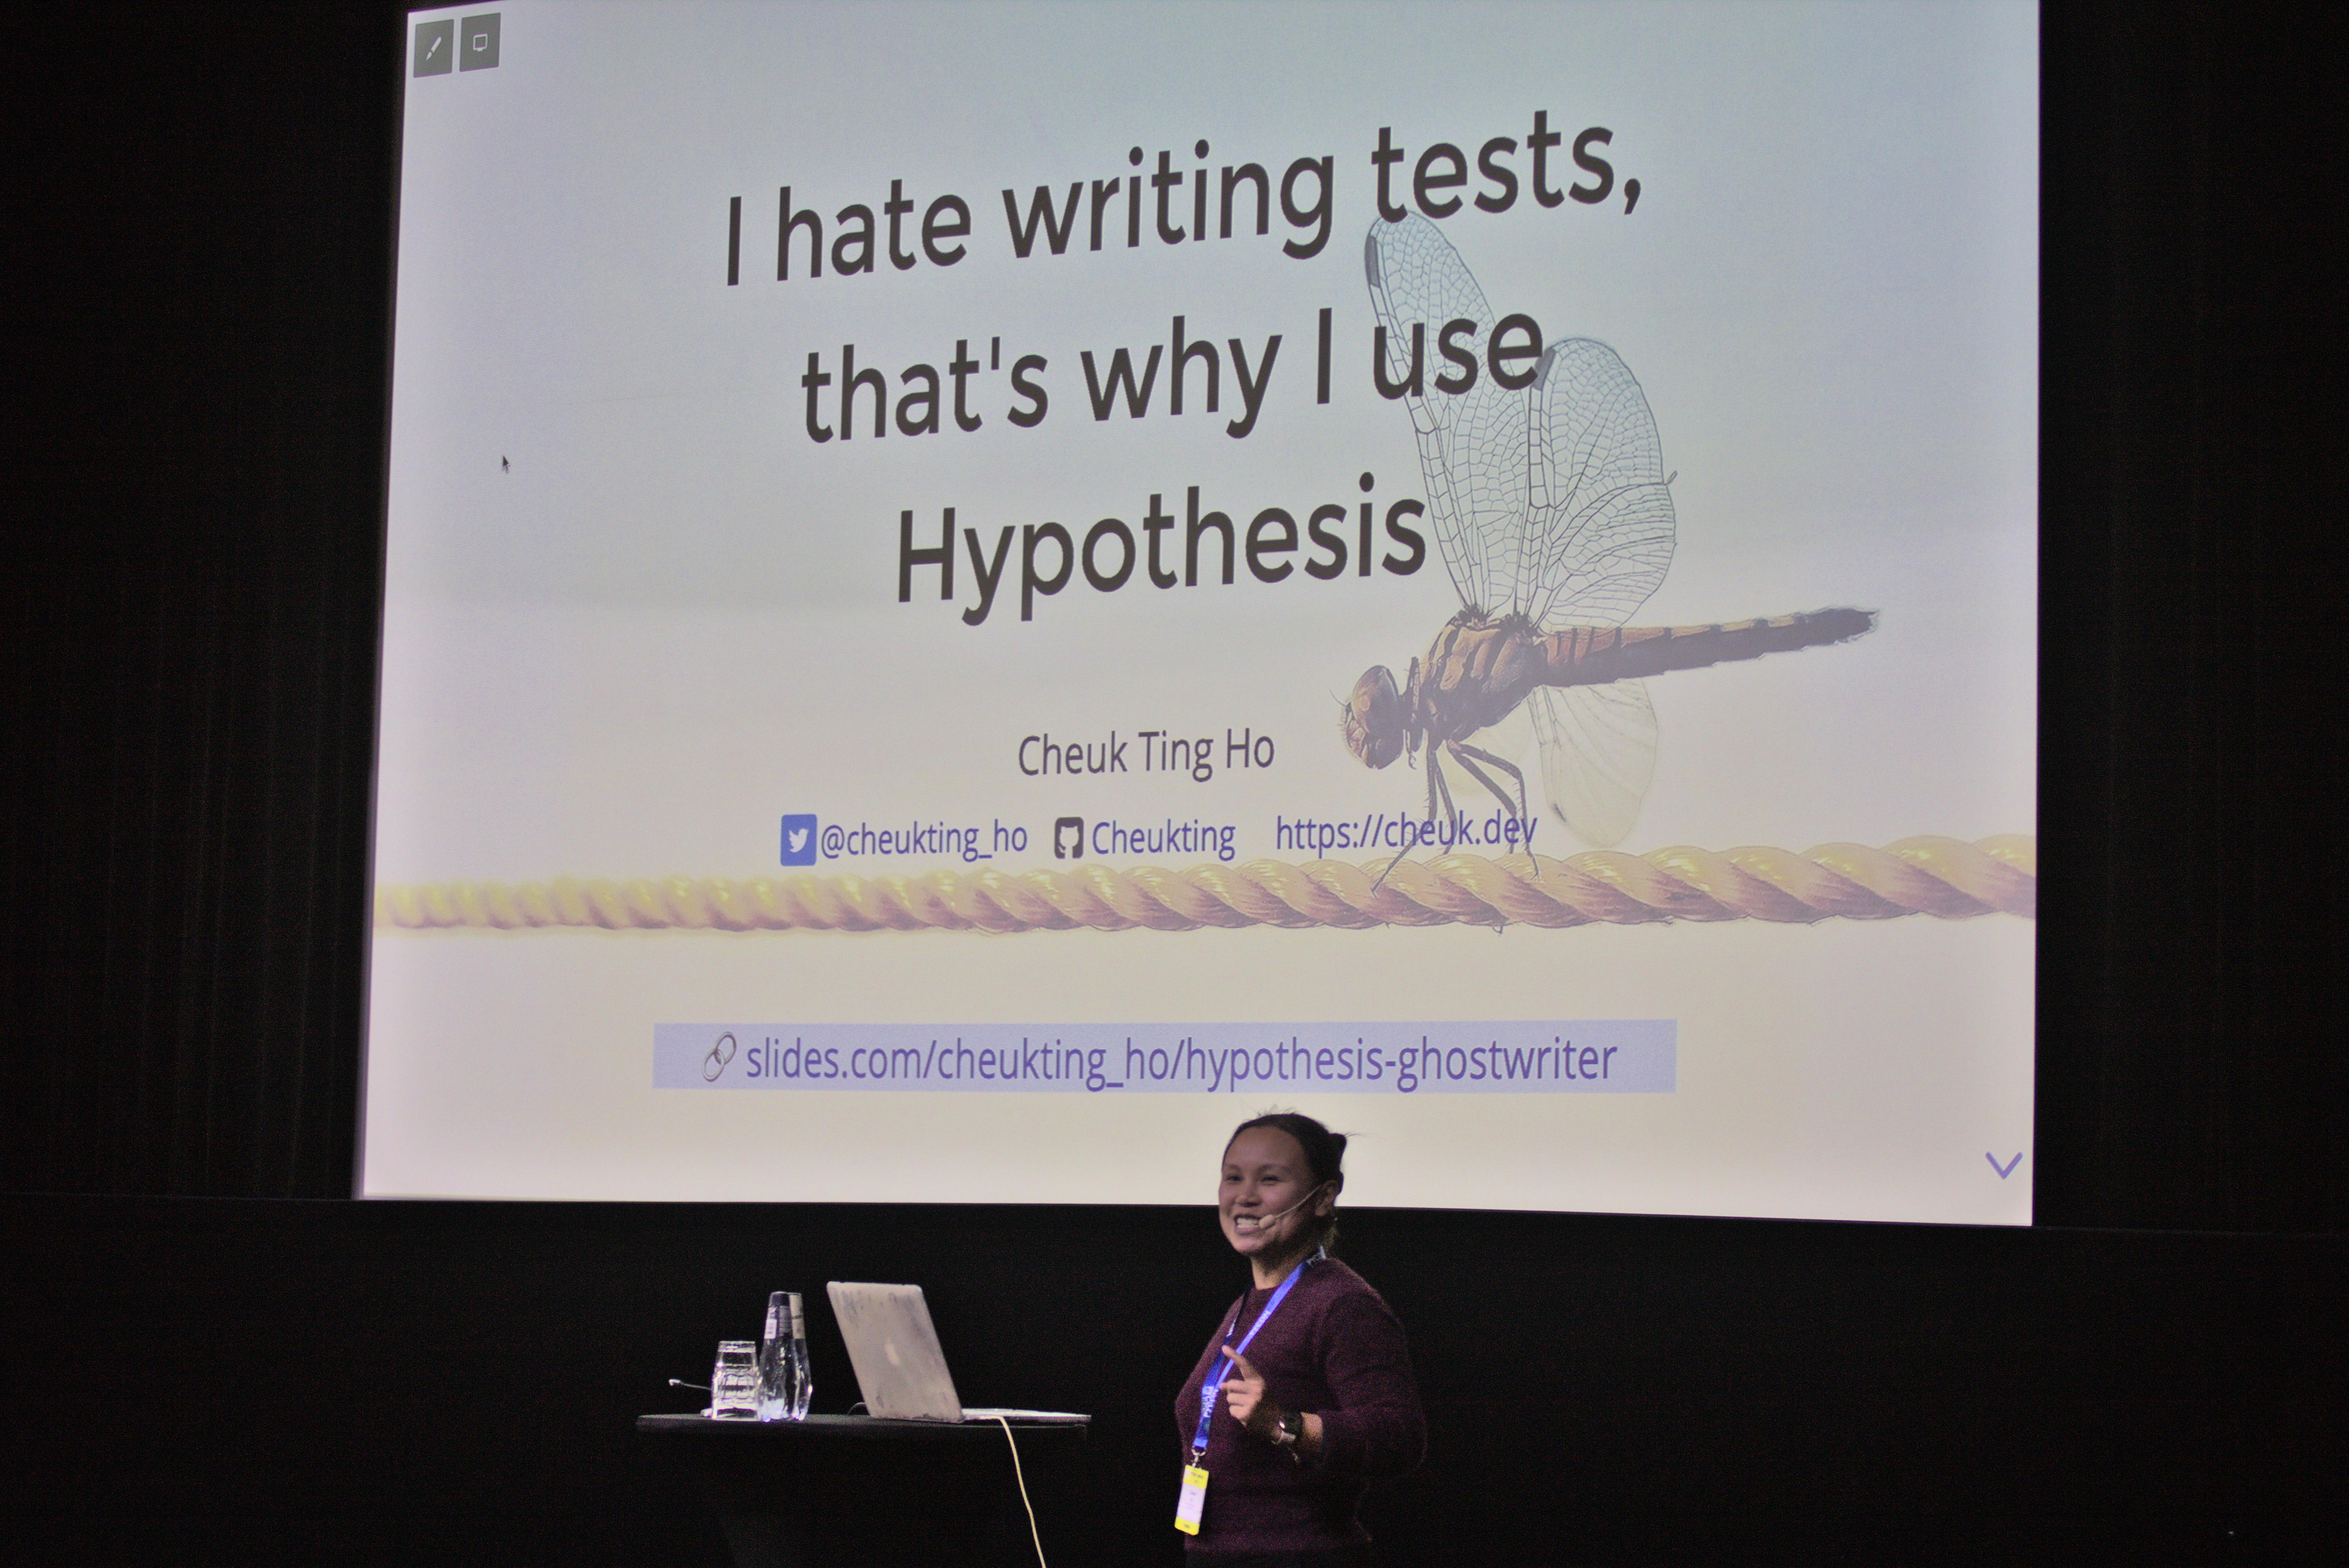 I hate writing tests,
that's why I use
Hypothesis
Cheuk Ting Ho
@cheukting_ho Cheukting https://cheuk.dev
slides.com/cheukting_ho/hypothesis-ghostwriter